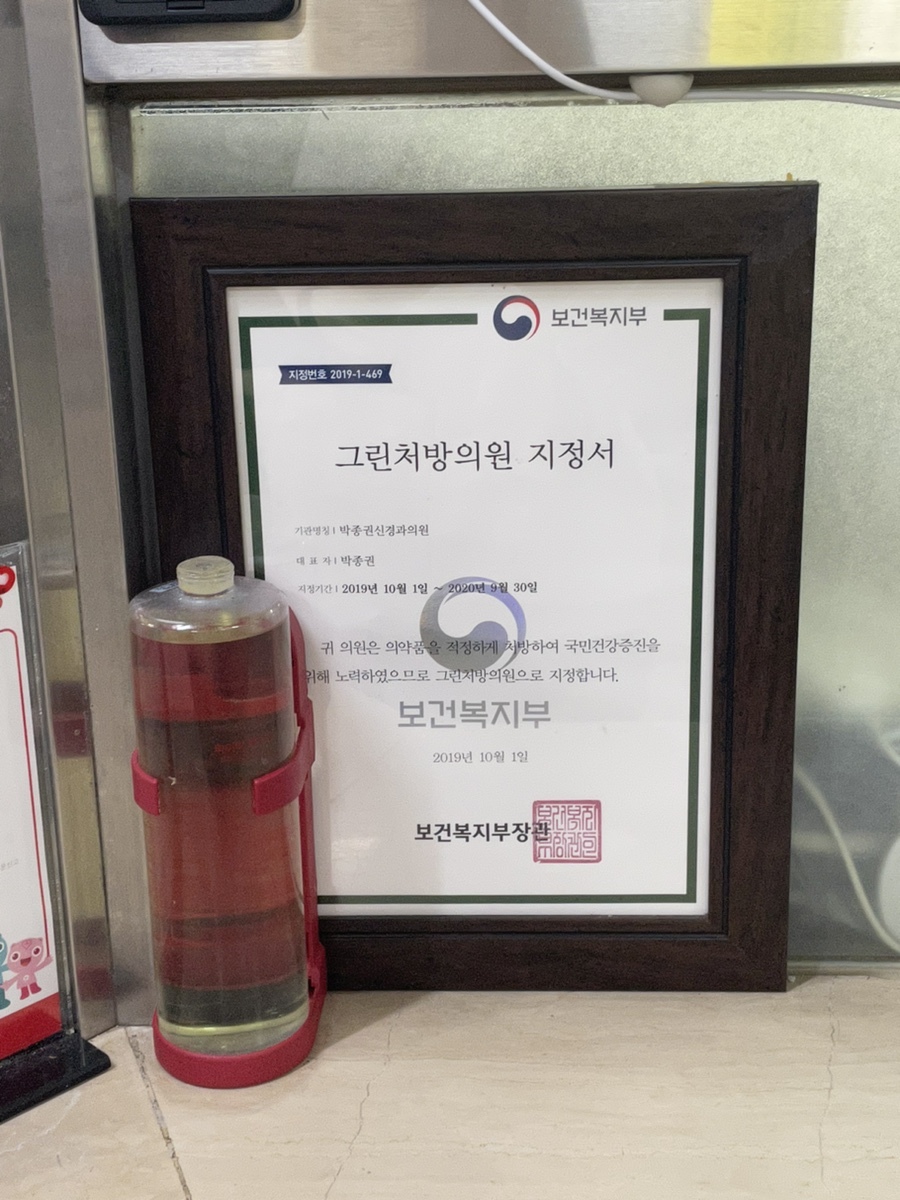 보건복지부
지정번호 2019-1-469
그린처방의원 지정서
기관명칭 | 박종권신경과의원
대 표 자 | 박종권
지정기간 | 2019년 10월 1일 ~ 2020년 9월 30일
귀 의원은 의약품을 적정하게 처방하여 국민건강증진을
위해 노력하였으므로 그린처방의원으로 지정합니다.
보건복지부
2019년 10월 1일
보건복지부장관